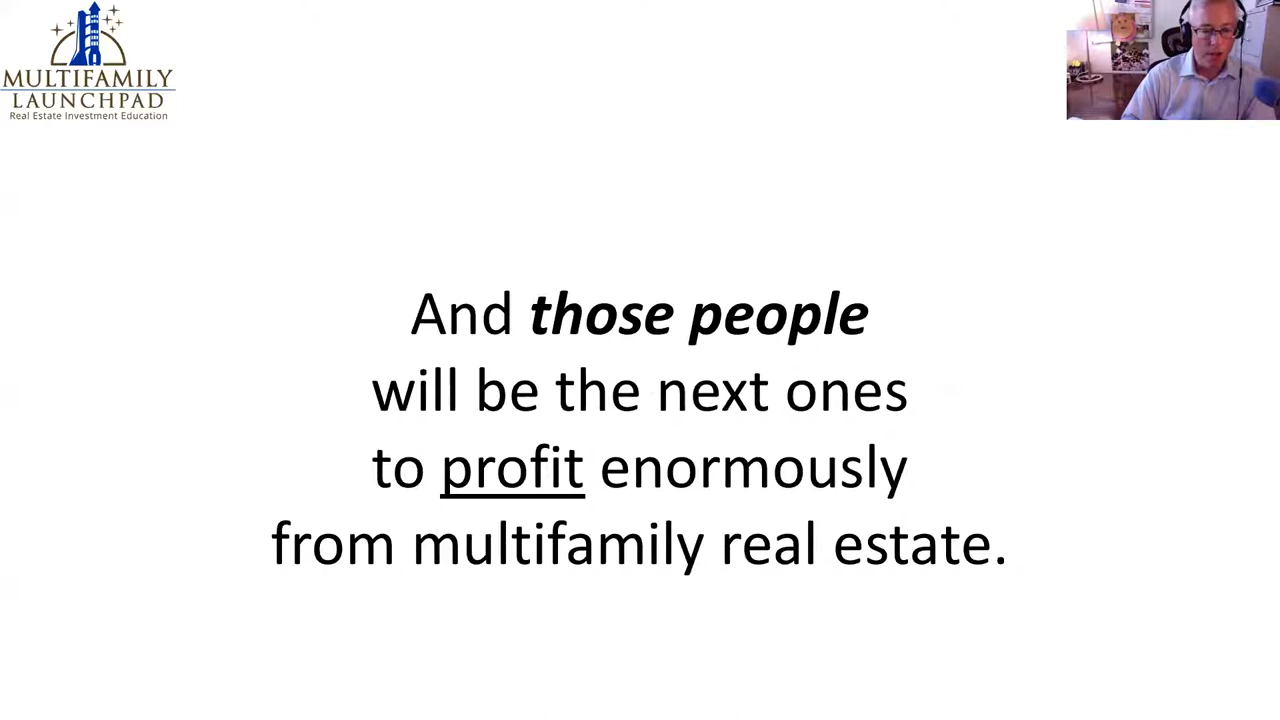 MULTIFAMILY
LAUNCHPAD
Real Estate Investment Education
And those people
will be the next ones
to profit enormously
from multifamily real estate.